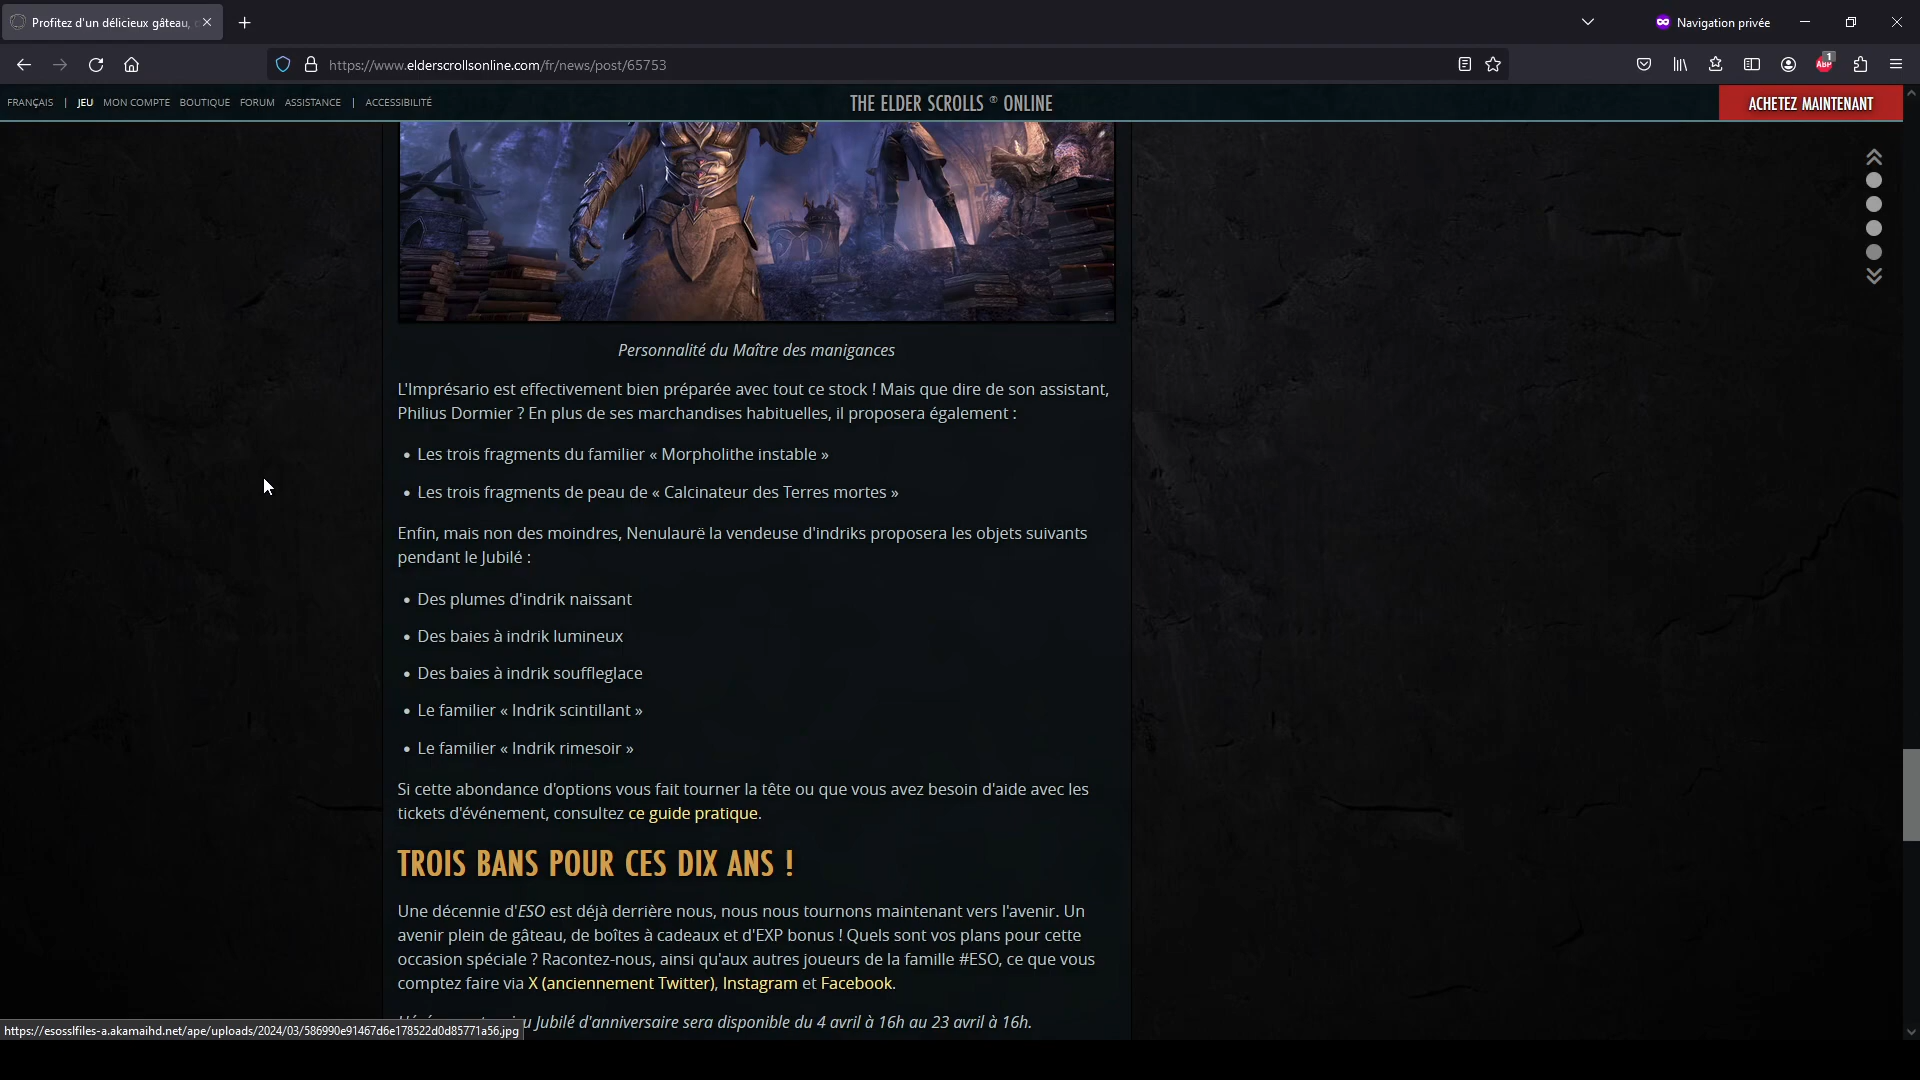 Profitez d'un délicieux gâteau,
Navigation privée
https://www.elderscrollsonline.com/fr/news/post/65753
1
ABP
FRANÇAIS | JEU MON COMPTE BOUTIQUE FORUM ASSISTANCE | ACCESSIBILITÉ
THE ELDER SCROLLS ® ONLINE
ACHETEZ MAINTENANT
Personnalité du Maître des manigances
L'Imprésario est effectivement bien préparée avec tout ce stock ! Mais que dire de son assistant,
Philius Dormier ? En plus de ses marchandises habituelles, il proposera également :
• Les trois fragments du familier « Morpholithe instable »
• Les trois fragments de peau de « Calcinateur des Terres mortes »
Enfin, mais non des moindres, Nenulaurë la vendeuse d'indriks proposera les objets suivants
pendant le Jubilé :
• Des plumes d'indrik naissant
• Des baies à indrik lumineux
• Des baies à indrik souffleglace
• Le familier « Indrik scintillant »
• Le familier « Indrik rimesoir »
Si cette abondance d'options vous fait tourner la tête ou que vous avez besoin d'aide avec les
tickets d'événement, consultez ce guide pratique.
TROIS BANS POUR CES DIX ANS !
Une décennie d'ESO est déjà derrière nous, nous nous tournons maintenant vers l'avenir. Un
avenir plein de gâteau, de boîtes à cadeaux et d'EXP bonus ! Quels sont vos plans pour cette
occasion spéciale ? Racontez-nous, ainsi qu'aux autres joueurs de la famille #ESO, ce que vous
comptez faire via X (anciennement Twitter), Instagram et Facebook.
Jubilé d'anniversaire sera disponible du 4 avril à 16h au 23 avril à 16h.
https://esosslfiles-a.akamaihd.net/ape/uploads/2024/03/586990e91467d6e178522d0d85771a56.jpg